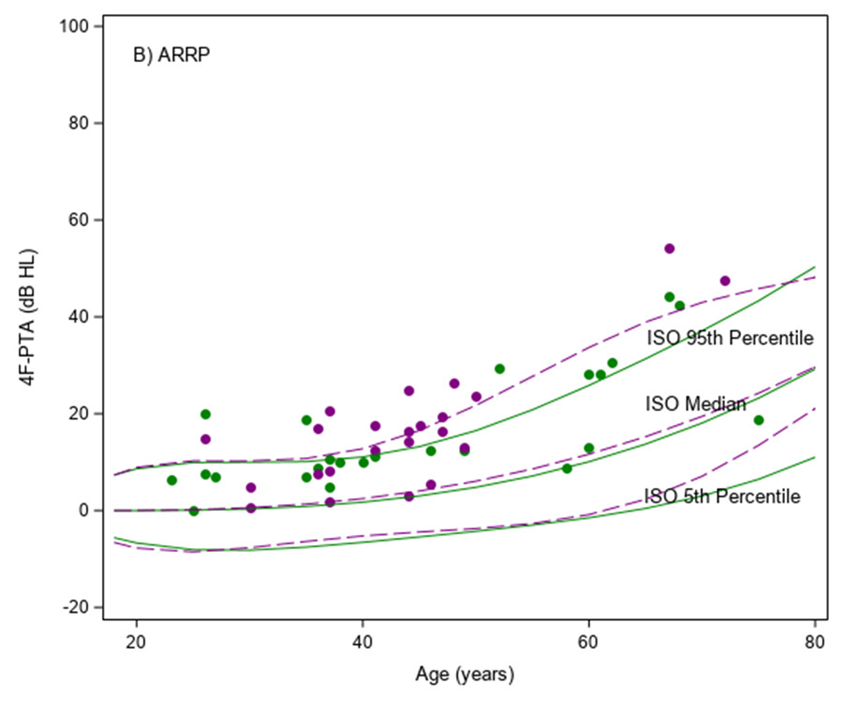 B) ARRP
100
80
60
40
20
0
-20
4F-PTA (dB HL)
ISO 95th Percentile
ISO Median
ISO 5th Percentile
20 40 60 80
Age (years)